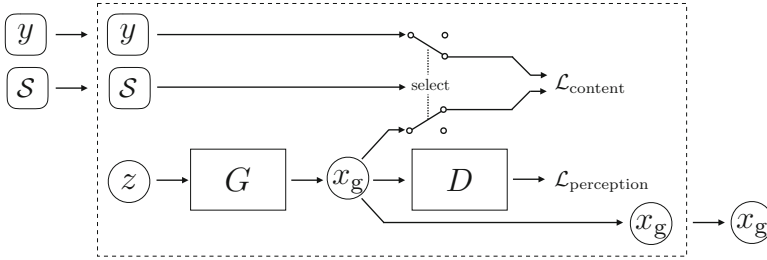 y y
S S select L_content
z G x_g D L_perception
x_g x_g